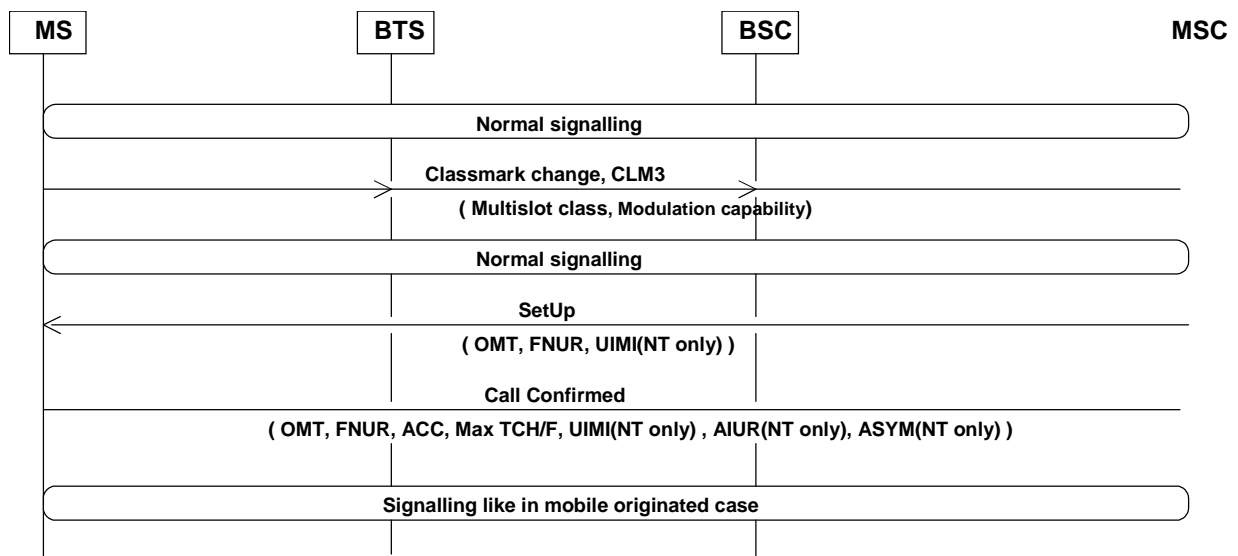 MS BTS BSC MSC
Normal signalling
Classmark change, CLM3
( Multislot class, Modulation capability)
Normal signalling
SetUp
( OMT, FNUR, UIMI(NT only) )
Call Confirmed
( OMT, FNUR, ACC, Max TCH/F, UIMI(NT only) , AIUR(NT only), ASYM(NT only) )
Signalling like in mobile originated case